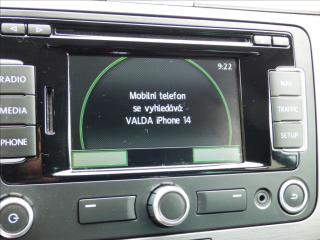 9:22
Mobilní telefon
se vyhledává:
VALDA iPhone 14
RADIO
MEDIA
PHONE
NAV
TRAFFIC
SETUP